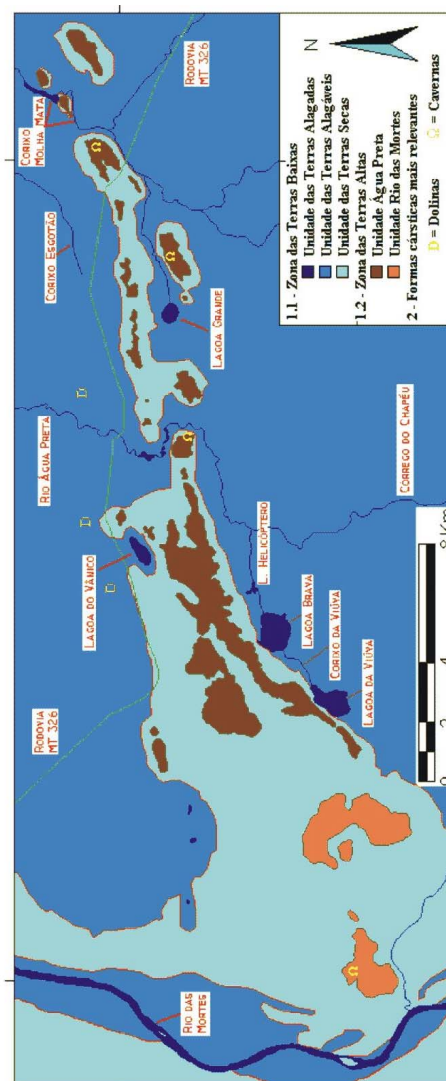 RODOVIA
MT 326
CORIXO
MOLHA MATA
CORIXO ESGOTÃO
RIO ÁGUA PRETA
LAGOA GRANDE
LAGOA DO VÂNICO
RODOVIA
MT 326
L. HELICÓPTERO
LAGOA BRAVA
CORIXO DA VIÚVA
LAGOA DA VIÚVA
CORREGO DO CHAPÉU
RIO DAS
MORTES
N
1.1 - Zona das Terras Baixas
Unidade das Terras Alagadas
Unidade das Terras Alagáveis
Unidade das Terras Secas
1.2 - Zona das Terras Altas
Unidade Água Preta
Unidade Rio das Mortes
2 - Formas cársticas mais relevantes
D = Dolinas Ω = Cavernas
0 2 4 8 Km
D
D
D
Ω
Ω
Ω
Ω